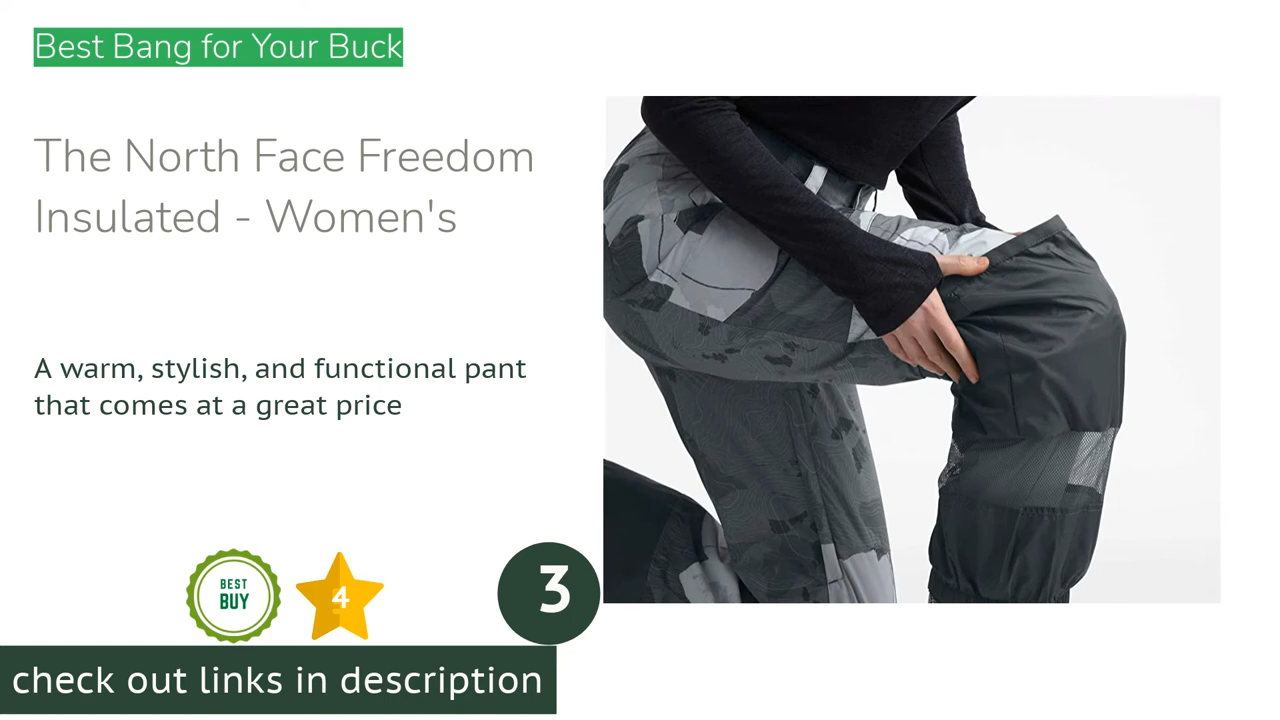 Best Bang for Your Buck
The North Face Freedom
Insulated - Women's
A warm, stylish, and functional pant
that comes at a great price
BEST
BUY
4
3
check out links in description